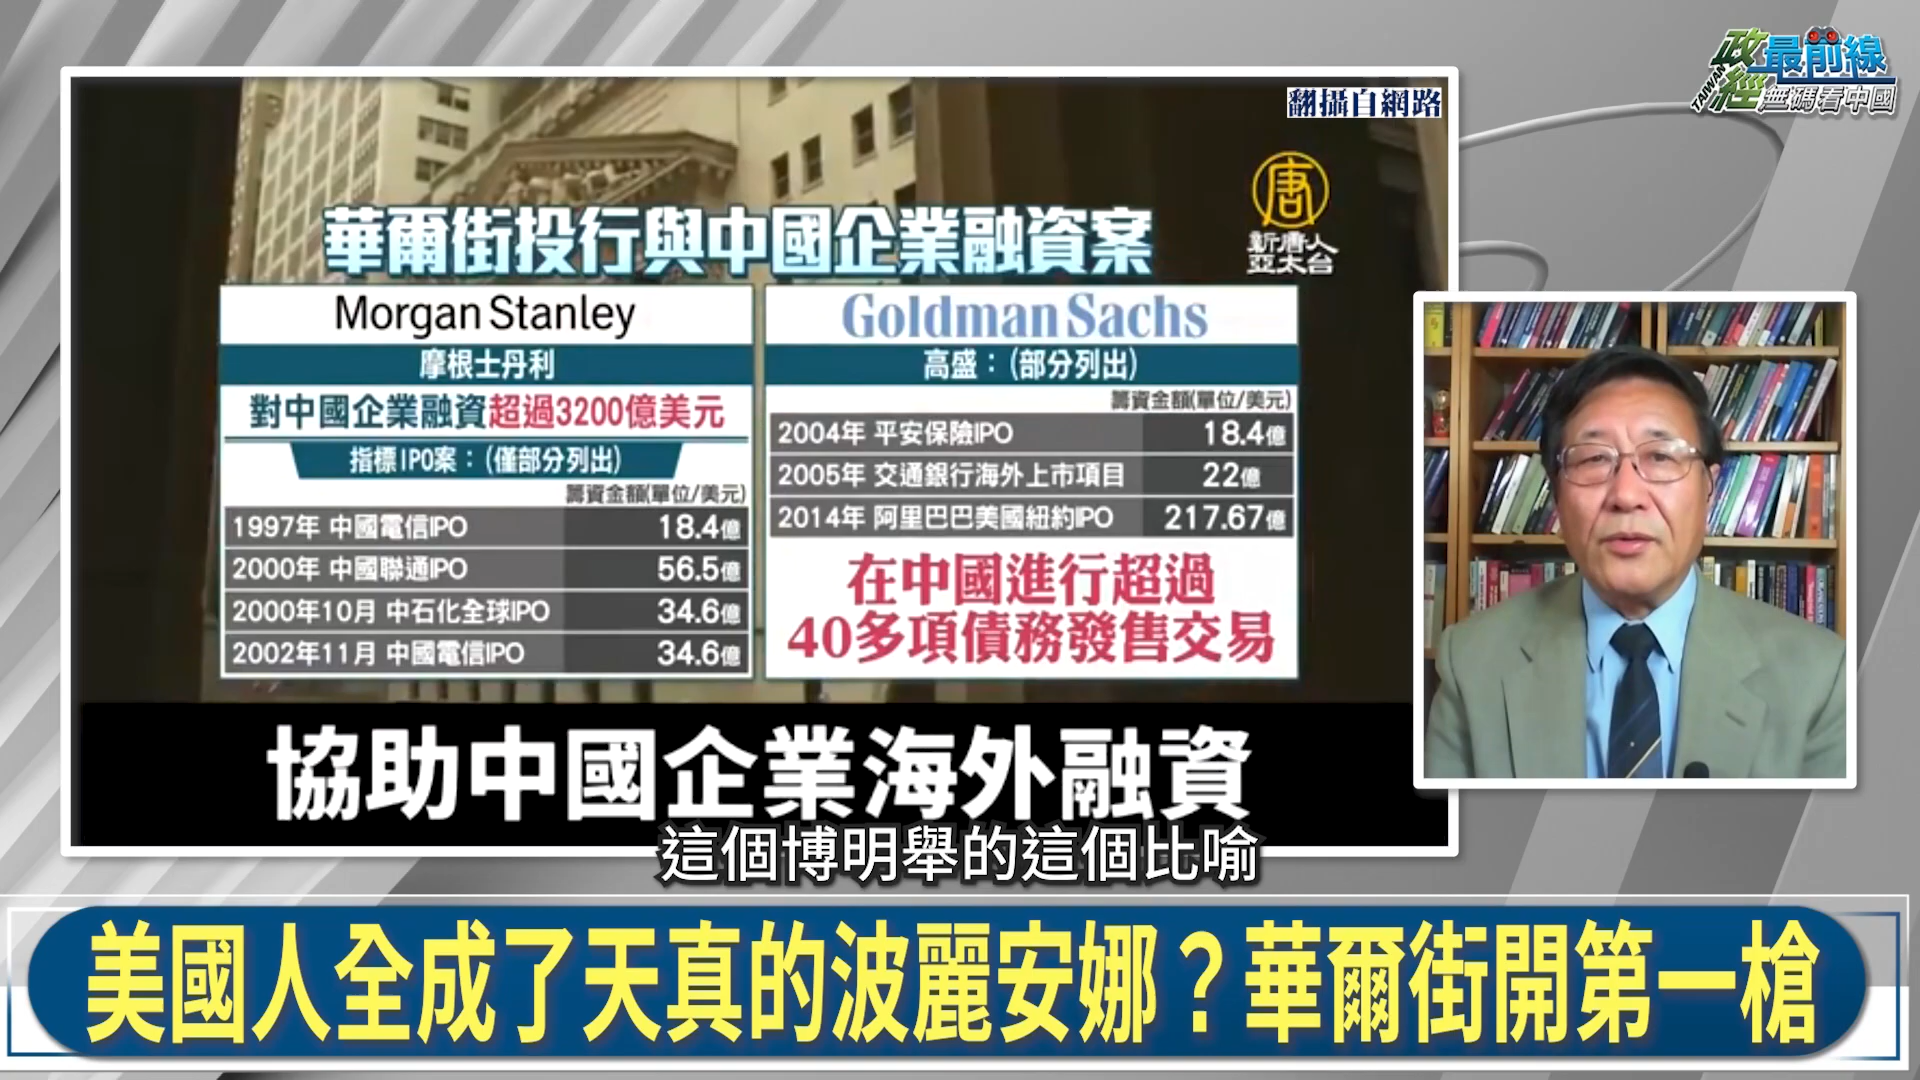 政經最前線
TAIWAN
無碼看中國
翻攝自網路
唐
新唐人
亞太台
華爾街投行與中國企業融資案
Morgan Stanley
摩根士丹利
對中國企業融資超過3200億美元
指標IPO案：(僅部分列出)
籌資金額(單位/美元)
1997年 中國電信IPO 18.4億
2000年 中國聯通IPO 56.5億
2000年10月 中石化全球IPO 34.6億
2002年11月 中國電信IPO 34.6億
Goldman Sachs
高盛：(部分列出)
籌資金額(單位/美元)
2004年 平安保險IPO 18.4億
2005年 交通銀行海外上市項目 22億
2014年 阿里巴巴美國紐約IPO 217.67億
在中國進行超過
40多項債務發售交易
協助中國企業海外融資
這個博明舉的這個比喻
美國人全成了天真的波麗安娜？華爾街開第一槍